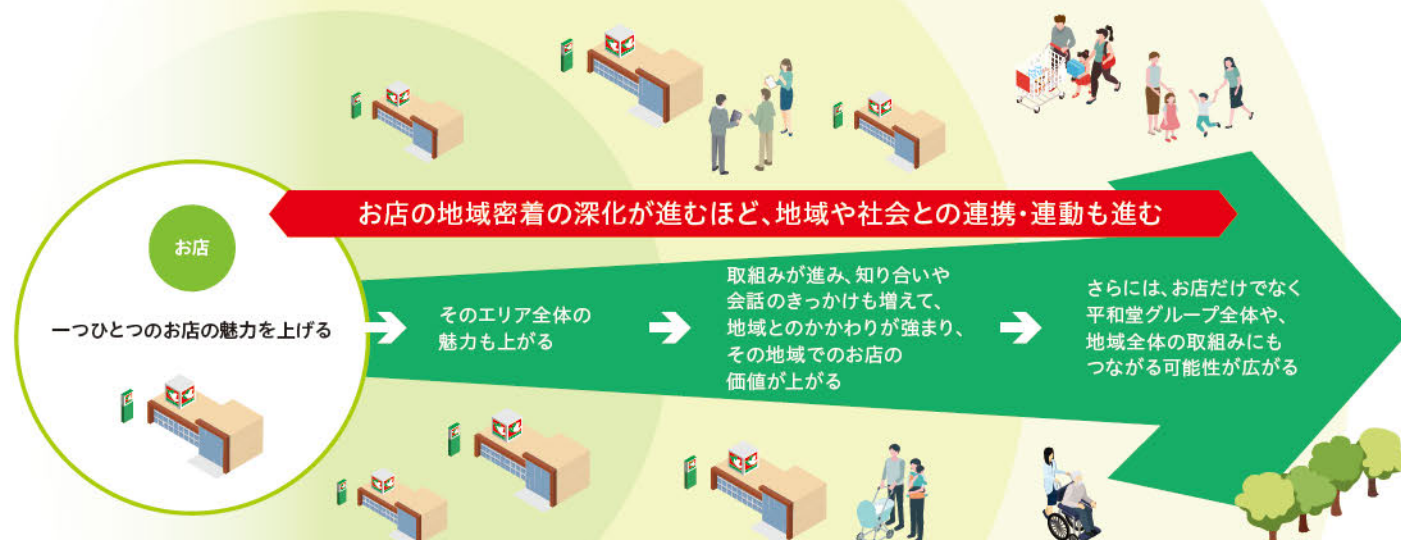 お店の地域密着の深化が進むほど、地域や社会との連携・連動も進む
お店
一つひとつのお店の魅力を上げる
そのエリア全体の
魅力も上がる
取組みが進み、知り合いや
会話のきっかけも増えて、
地域とのかかわりが強まり、
その地域でのお店の
価値が上がる
さらには、お店だけでなく
平和堂グループ全体や、
地域全体の取組みにも
つながる可能性が広がる